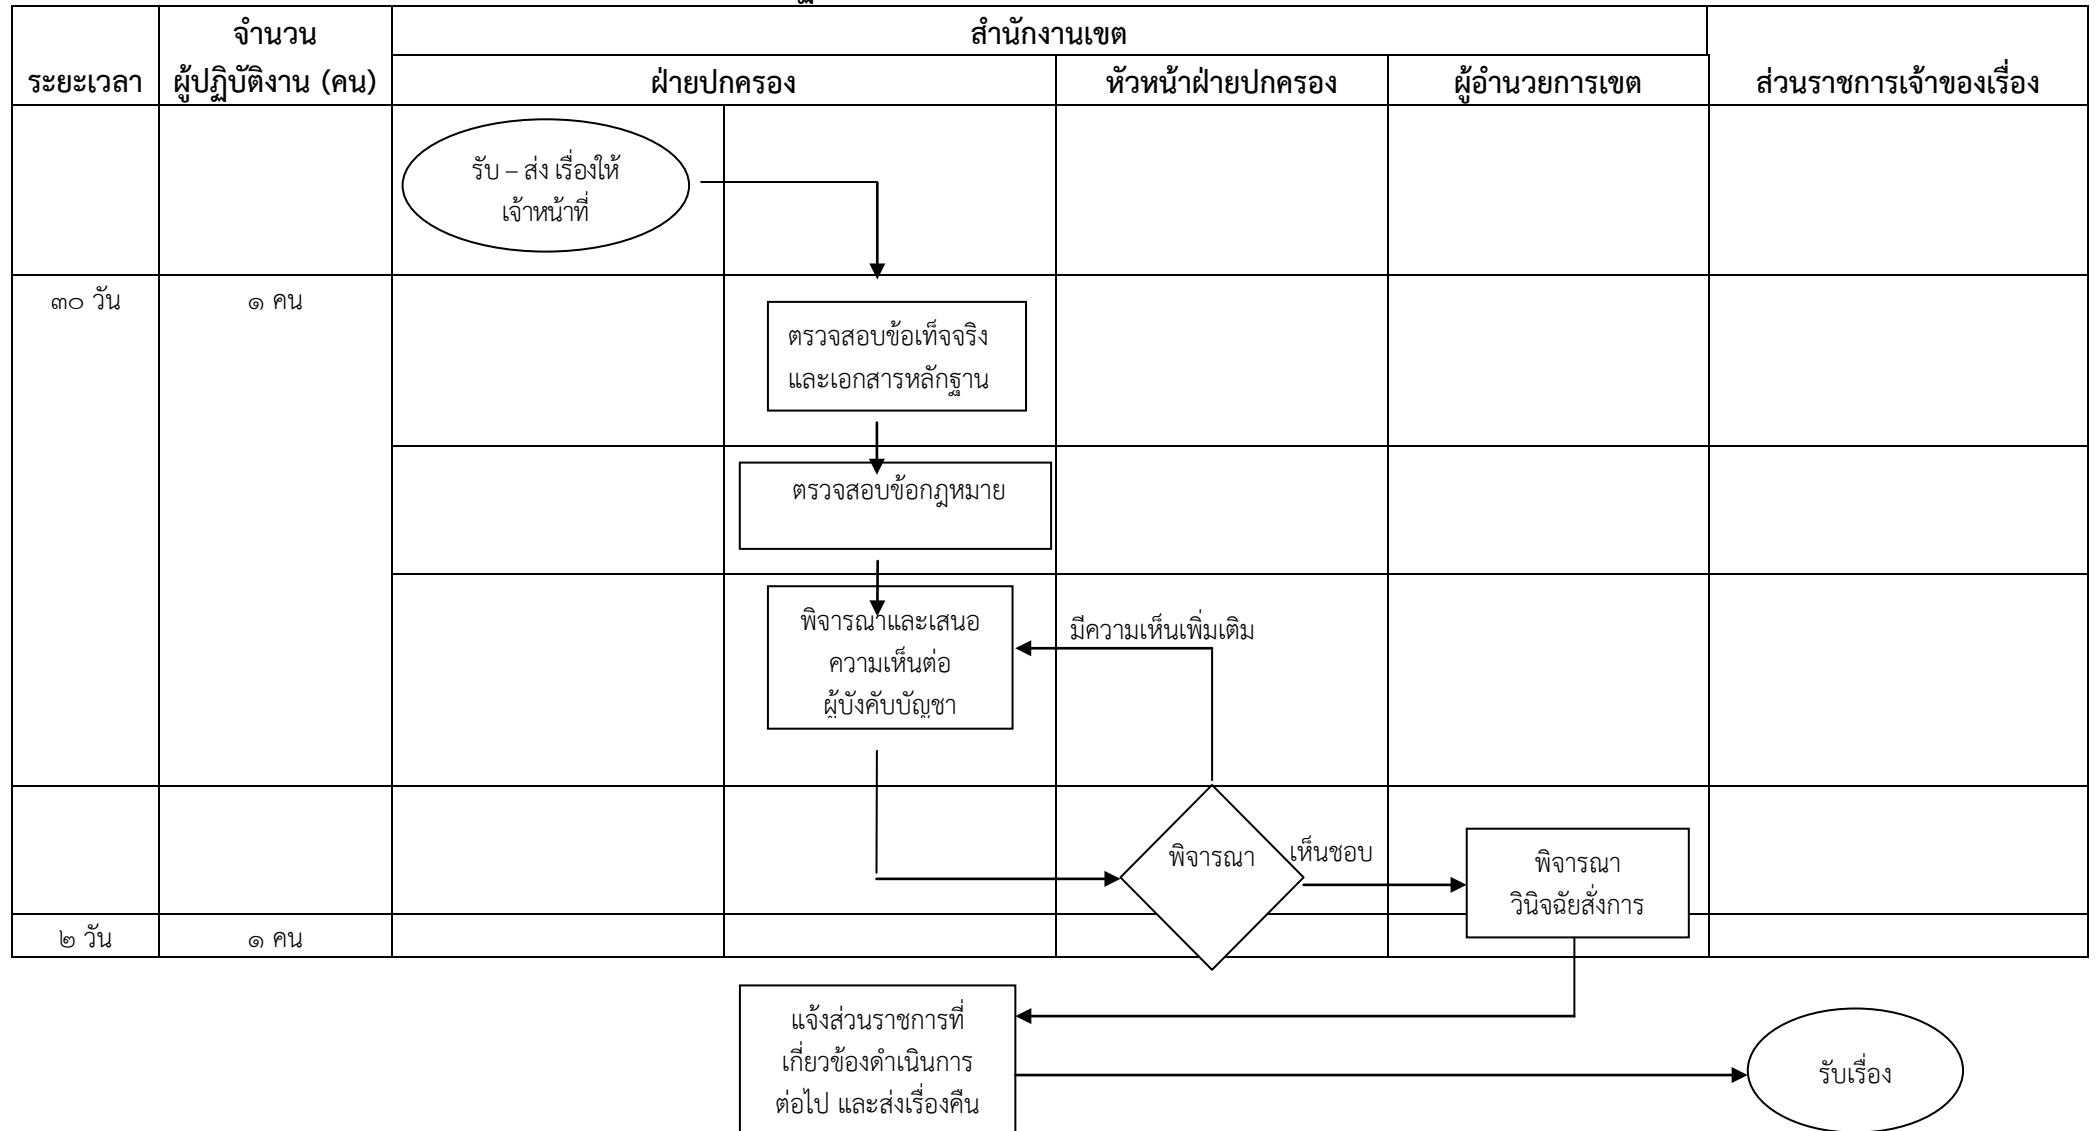 จำนวน
สำนักงานเขต
ระยะเวลา
ผู้ปฏิบัติงาน (คน)
ฝ่ายปกครอง
หัวหน้าฝ่ายปกครอง
ผู้อำนวยการเขต
ส่วนราชการเจ้าของเรื่อง
รับ – ส่ง เรื่องให้
เจ้าหน้าที่
๓๐ วัน
๑ คน
ตรวจสอบข้อเท็จจริง
และเอกสารหลักฐาน
ตรวจสอบข้อกฎหมาย
พิจารณาและเสนอ
ความเห็นต่อ
ผู้บังคับบัญชา
มีความเห็นเพิ่มเติม
พิจารณา
เห็นชอบ
พิจารณา
วินิจฉัยสั่งการ
๒ วัน
๑ คน
แจ้งส่วนราชการที่
เกี่ยวข้องดำเนินการ
ต่อไป และส่งเรื่องคืน
รับเรื่อง